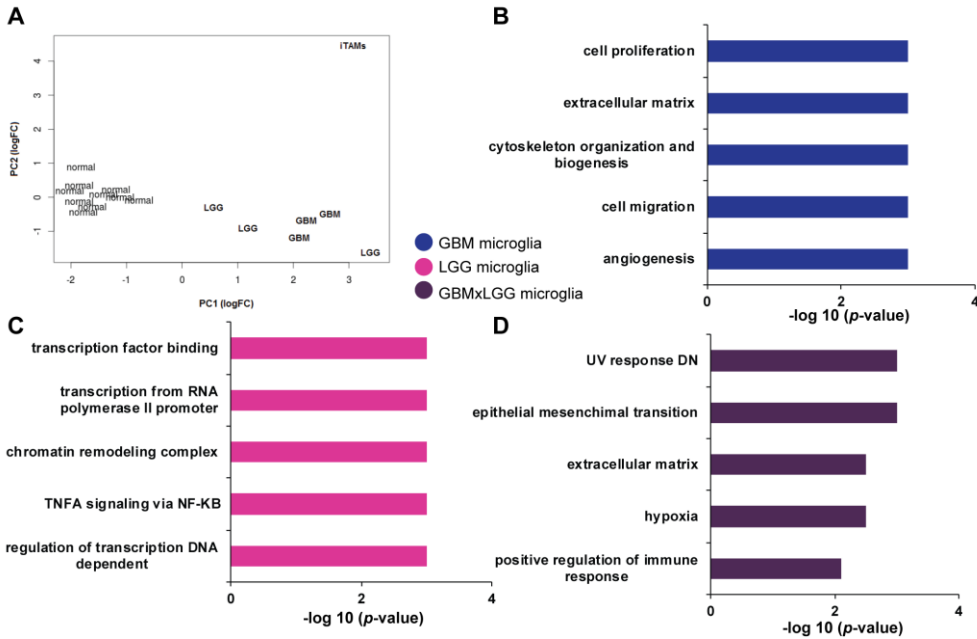 A
PC2 (logFC)
4
3
2
1
0
-1
iTAMs
normal
normal
normal
normal
normal
normal
normal
normal
normal
normal
LGG
LGG
GBM
GBM
GBM
LGG
-2
-1
0
1
2
3
PC1 (logFC)
GBM microglia
LGG microglia
GBMxLGG microglia
B
cell proliferation
extracellular matrix
cytoskeleton organization and
biogenesis
cell migration
angiogenesis
0
2
4
-log 10 (p-value)
C
transcription factor binding
transcription from RNA
polymerase II promoter
chromatin remodeling complex
TNFA signaling via NF-KB
regulation of transcription DNA
dependent
0
2
4
-log 10 (p-value)
D
UV response DN
epithelial mesenchimal transition
extracellular matrix
hypoxia
positive regulation of immune
response
0
2
4
-log 10 (p-value)